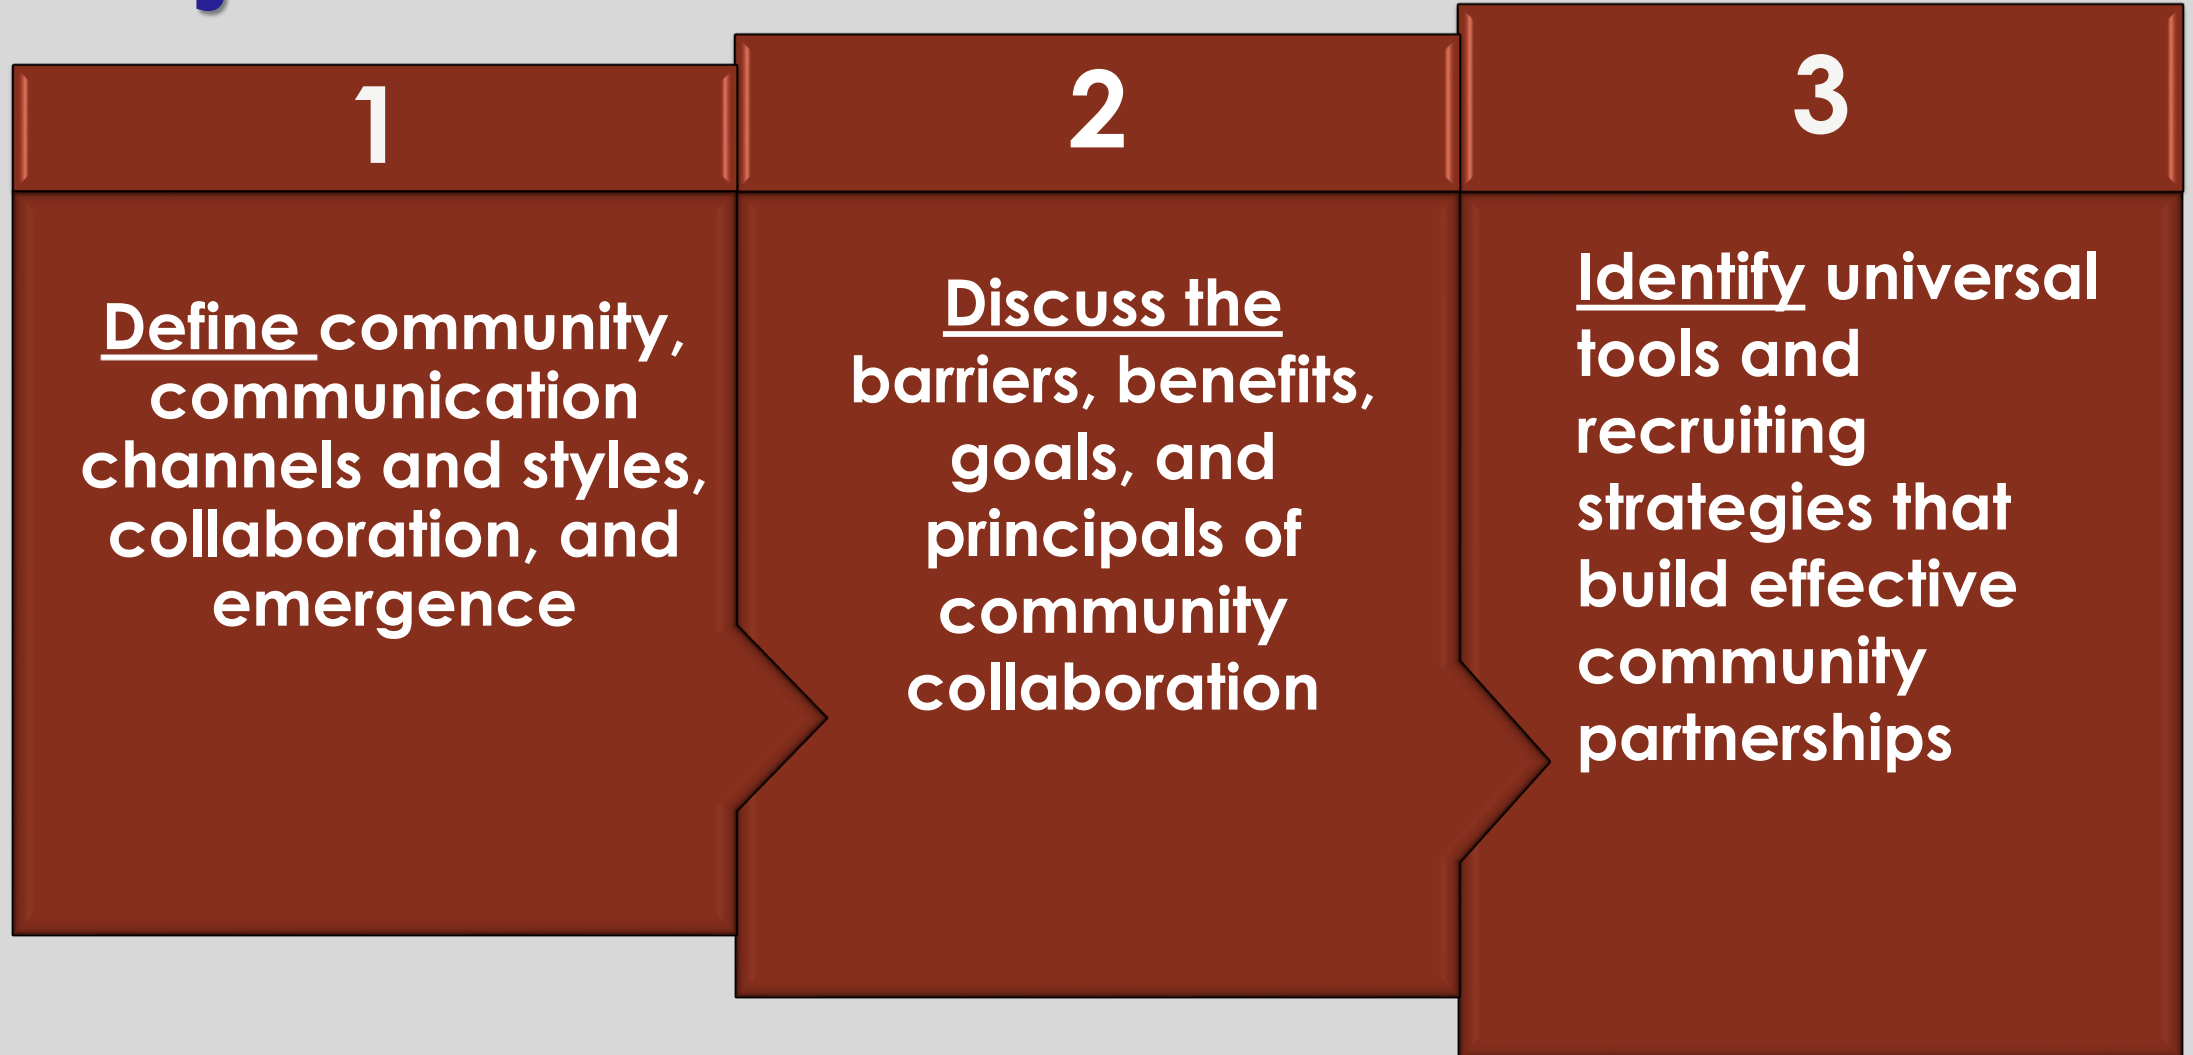 1
Define community,
communication
channels and styles,
collaboration, and
emergence
2
Discuss the
barriers, benefits,
goals, and
principals of
community
collaboration
3
Identify universal
tools and
recruiting
strategies that
build effective
community
partnerships